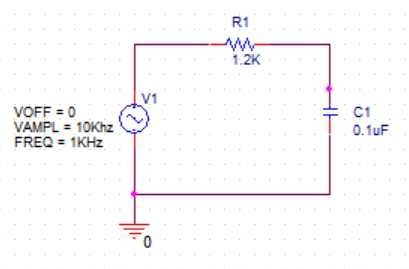 R1
1.2K
V1
VOFF = 0
VAMPL = 10Khz
FREQ = 1KHz
C1
0.1uF
0